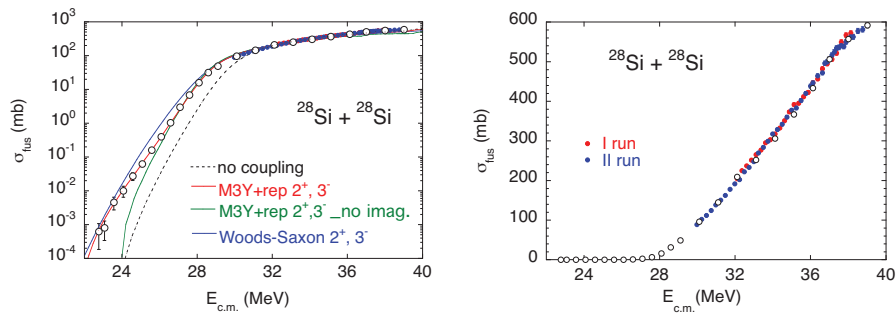 10³
10²
10¹
10⁰
10⁻¹
10⁻²
10⁻³
10⁻⁴
σfus (mb)
²⁸Si + ²⁸Si
no coupling
M3Y+rep 2⁺, 3⁻
M3Y+rep 2⁺,3⁻_no imag.
Woods-Saxon 2⁺, 3⁻
24 28 32 36 40
E c.m. (MeV)
600
500
400
300
200
100
0
σfus (mb)
²⁸Si + ²⁸Si
I run
II run
24 28 32 36 40
E c.m. (MeV)